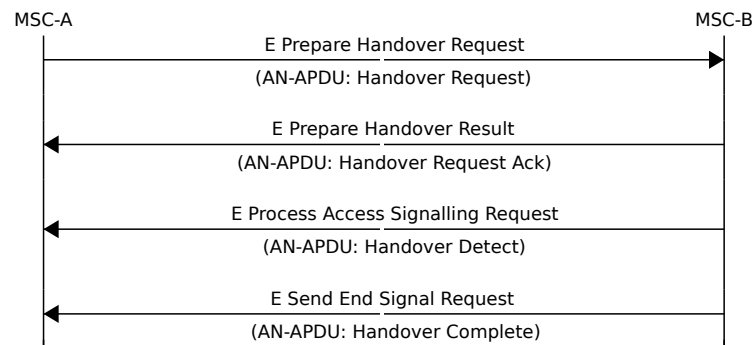 MSC-A
MSC-B
E Prepare Handover Request
(AN-APDU: Handover Request)
E Prepare Handover Result
(AN-APDU: Handover Request Ack)
E Process Access Signalling Request
(AN-APDU: Handover Detect)
E Send End Signal Request
(AN-APDU: Handover Complete)